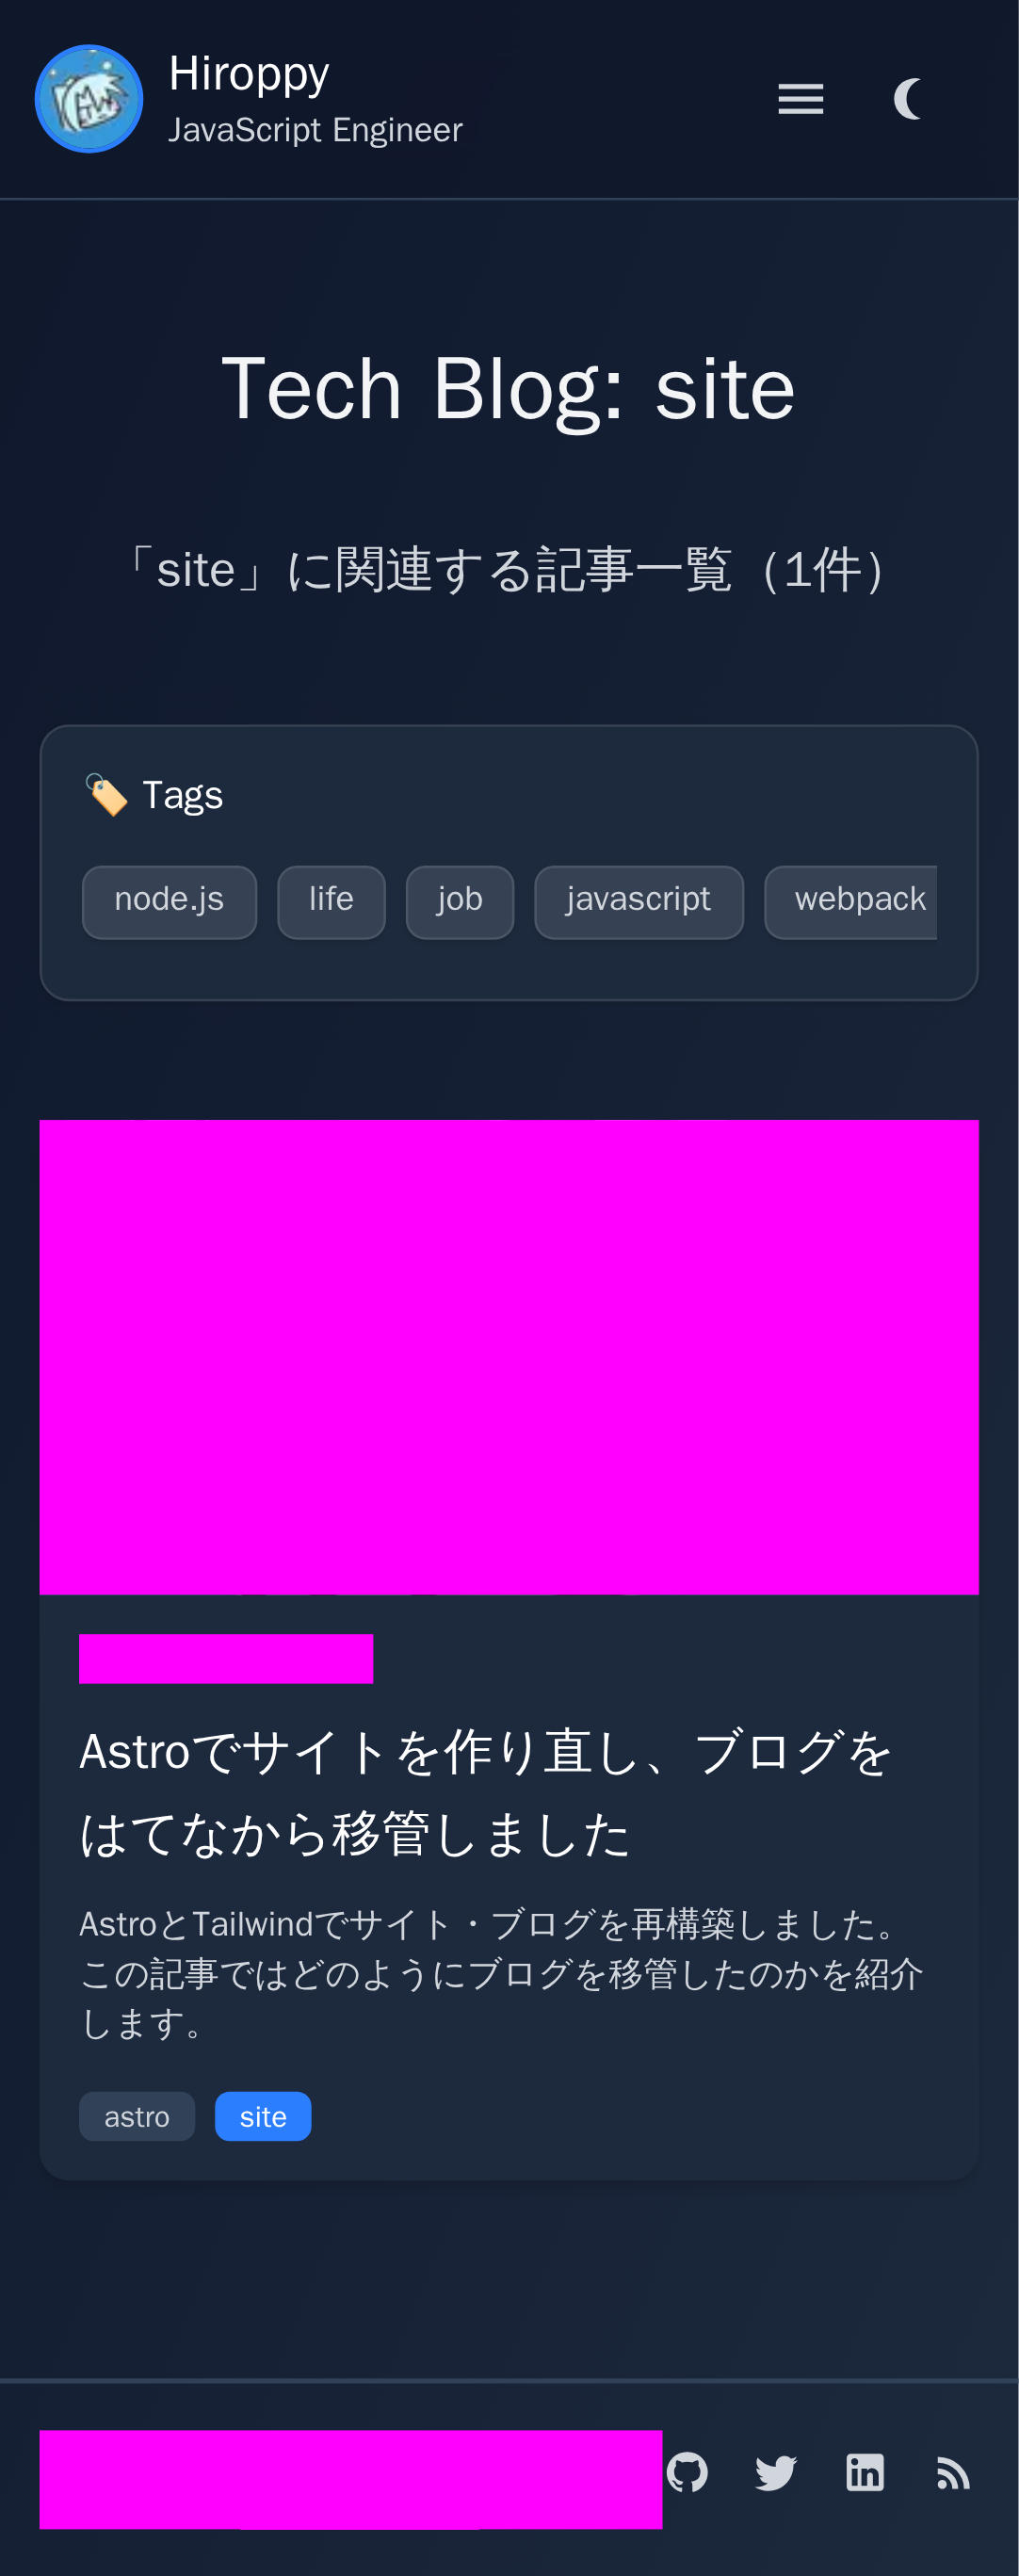 Hiroppy
JavaScript Engineer
Tech Blog: site
「site」に関連する記事一覧（1件）
🏷️ Tags
node.js life job javascript webpack
Astroでサイトを作り直し、ブログを
はてなから移管しました
AstroとTailwindでサイト・ブログを再構築しました。
この記事ではどのようにブログを移管したのかを紹介
します。
astro site